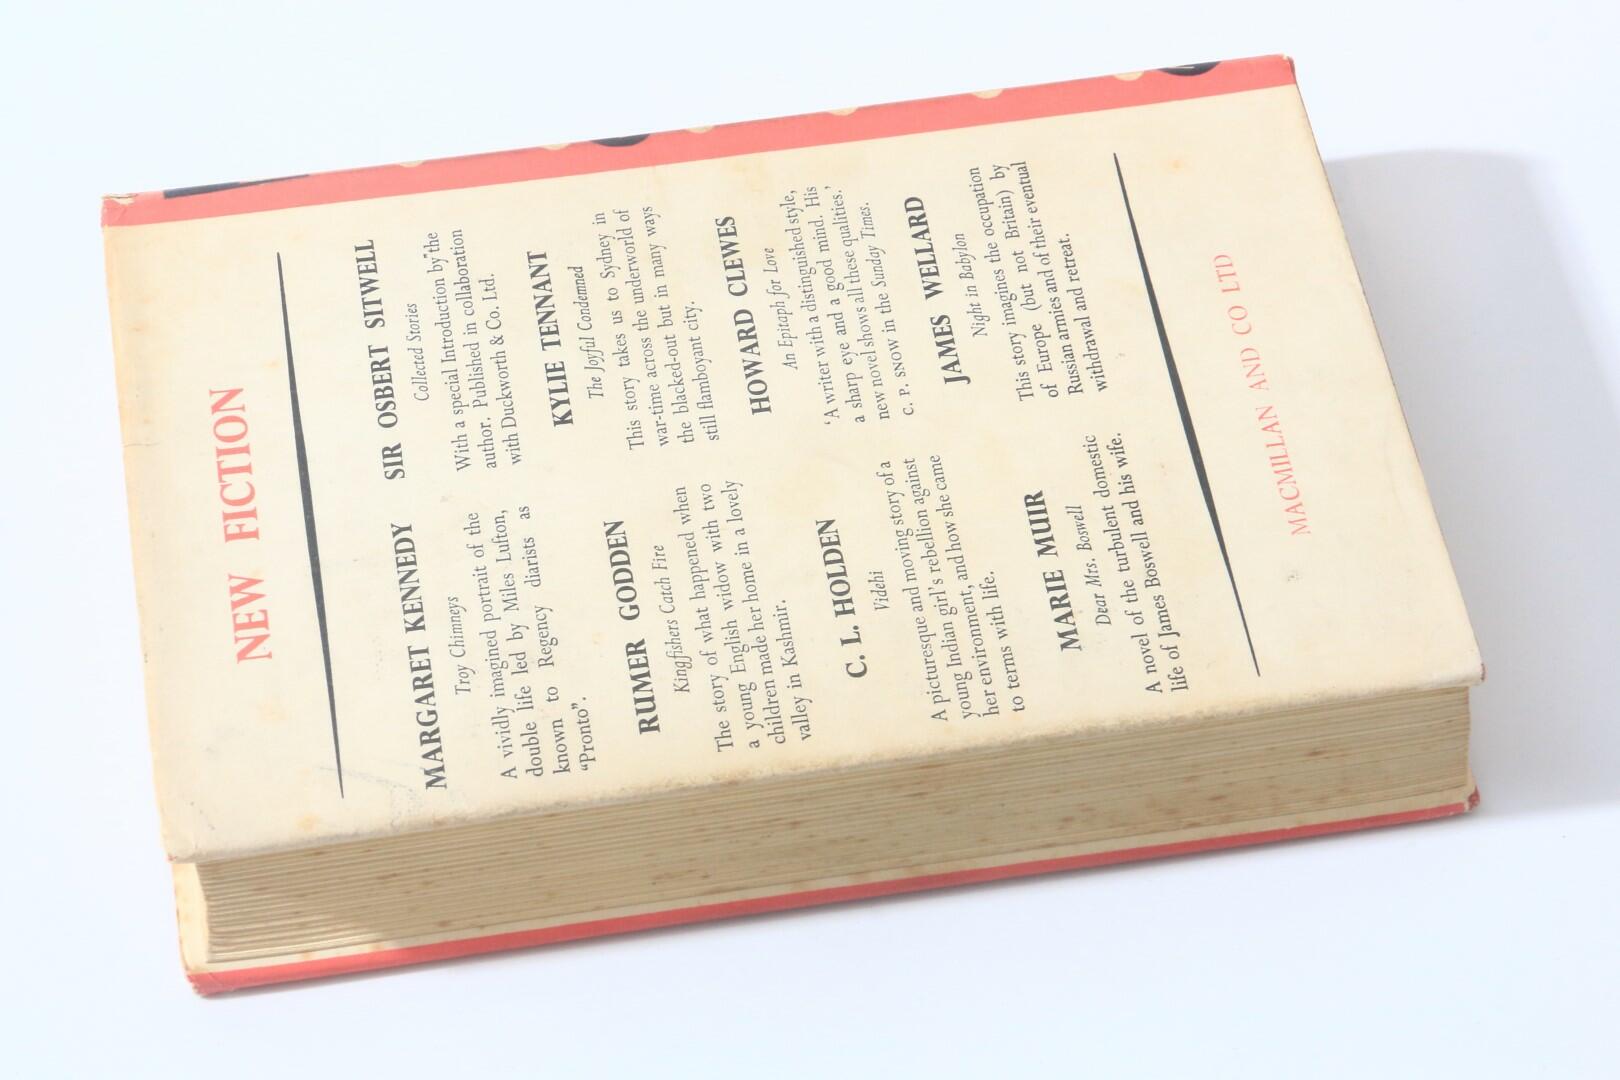 NEW FICTION
MARGARET KENNEDY
Troy Chimneys
A vividly imagined portrait of the
double life led by Miles Lufton,
known to Regency diarists as
“Pronto”.
RUMER GODDEN
Kingfishers Catch Fire
The story of what happened when
a young English widow with two
children made her home in a lovely
valley in Kashmir.
C. L. HOLDEN
Videhi
A picturesque and moving story of a
young Indian girl's rebellion against
her environment, and how she came
to terms with life.
MARIE MUIR
Dear Mrs. Boswell
A novel of the turbulent domestic
life of James Boswell and his wife.
SIR OSBERT SITWELL
Collected Stories
With a special Introduction by the
author. Published in collaboration
with Duckworth & Co. Ltd.
KYLIE TENNANT
The Joyful Condemned
This story takes us to Sydney in
war-time across the underworld of
the blacked-out but in many ways
still flamboyant city.
HOWARD CLEWES
An Epitaph for Love
‘A writer with a distinguished style,
a sharp eye and a good mind. His
new novel shows all these qualities.’
C. P. SNOW in the Sunday Times.
JAMES WELLARD
Night in Babylon
This story imagines the occupation
of Europe (but not Britain) by
Russian armies and of their eventual
withdrawal and retreat.
MACMILLAN AND CO LTD